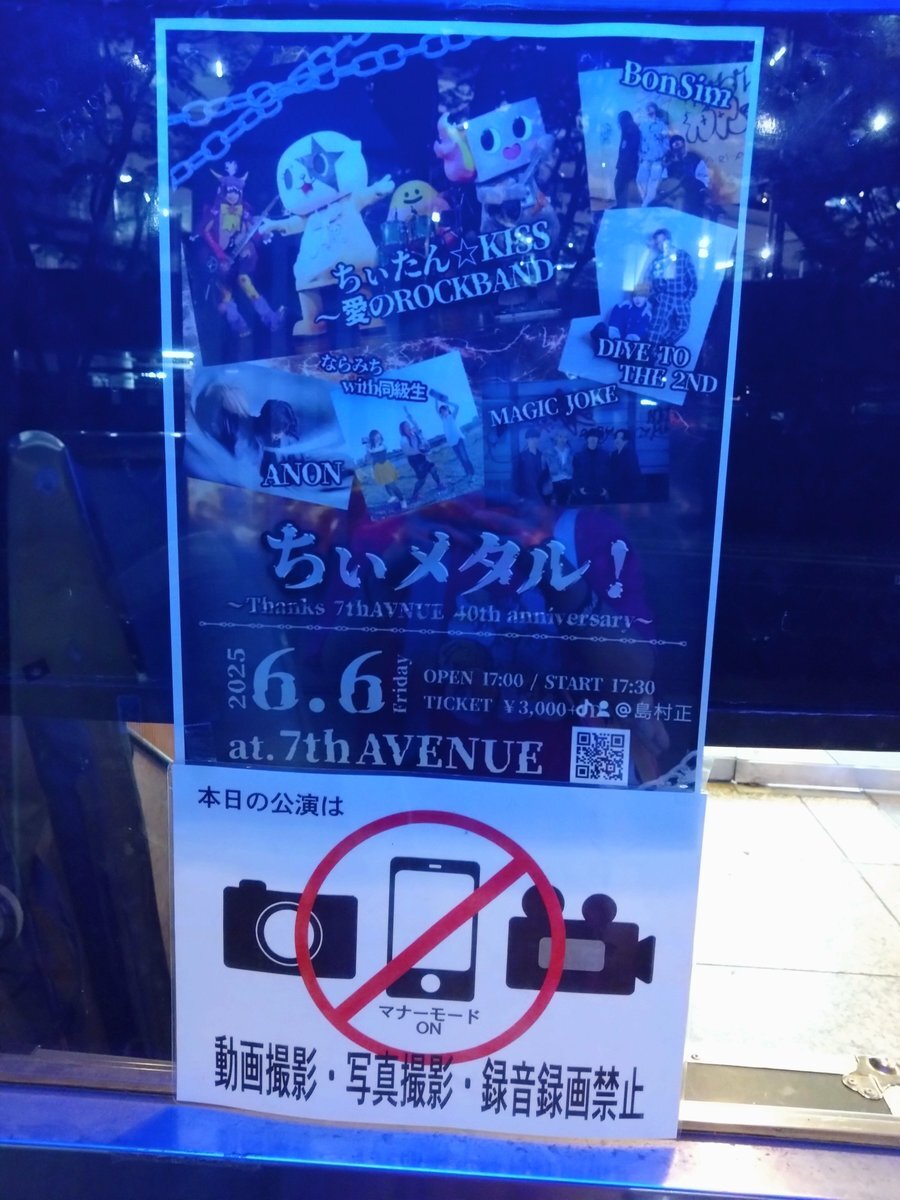 BonSim
ちぃたん☆KISS
～愛のROCKBAND
DIVE TO
THE 2ND
ならみち
with同級生
MAGIC JOKE
ANON
ちぃメタル！
～Thanks 7thAVNUE 40th anniversary～
2025
6.6
Friday
OPEN 17:00 / START 17:30
TICKET ￥3,000+
@島村正
at.7th AVENUE
本日の公演は
マナーモード
ON
動画撮影・写真撮影・録音録画禁止